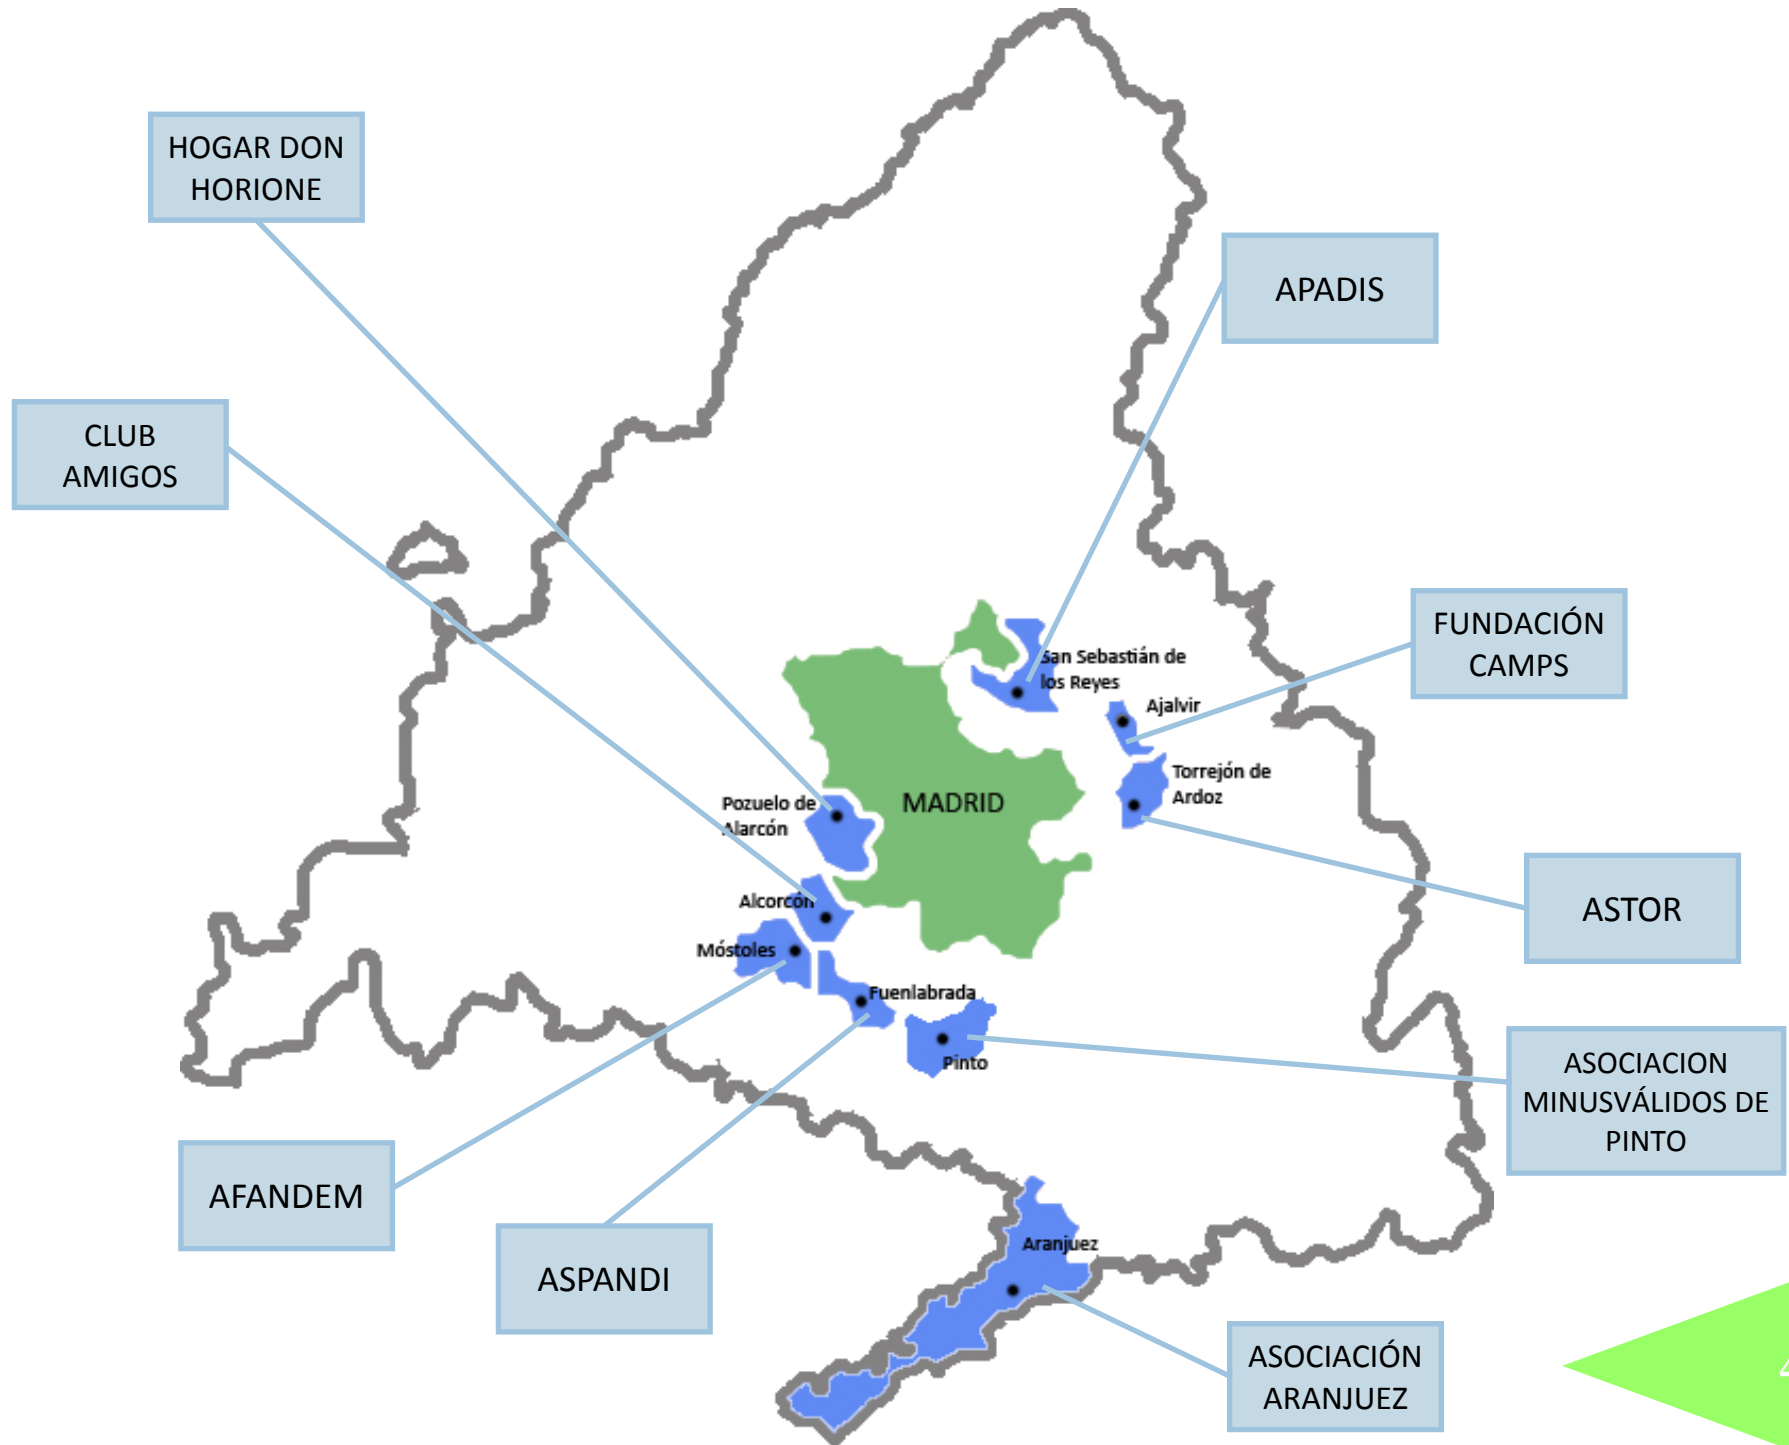 HOGAR DON
HORIONE
APADIS
CLUB
AMIGOS
FUNDACIÓN
CAMPS
San Sebastián de
los Reyes
Ajalvir
Torrejón de
Ardoz
MADRID
Pozuelo de
Alarcón
Alcorcón
ASTOR
Móstoles
Fuenlabrada
Pinto
ASOCIACION
MINUSVÁLIDOS DE
PINTO
AFANDEM
ASPANDI
Aranjuez
ASOCIACIÓN
ARANJUEZ